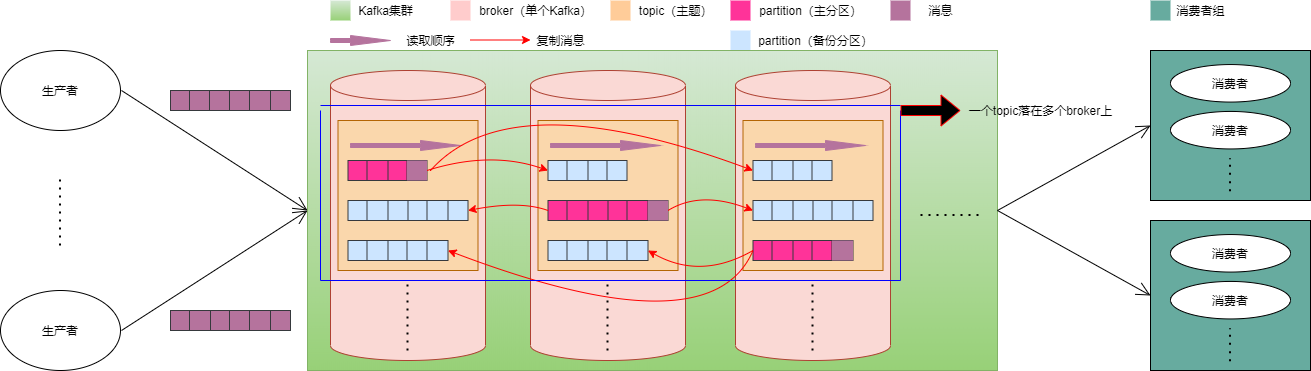 Kafka集群
broker（单个Kafka）
topic（主题）
partition（主分区）
消息
消费者组
读取顺序
复制消息
partition（备份分区）
生产者
生产者
一个topic落在多个broker上
消费者
消费者
消费者
消费者